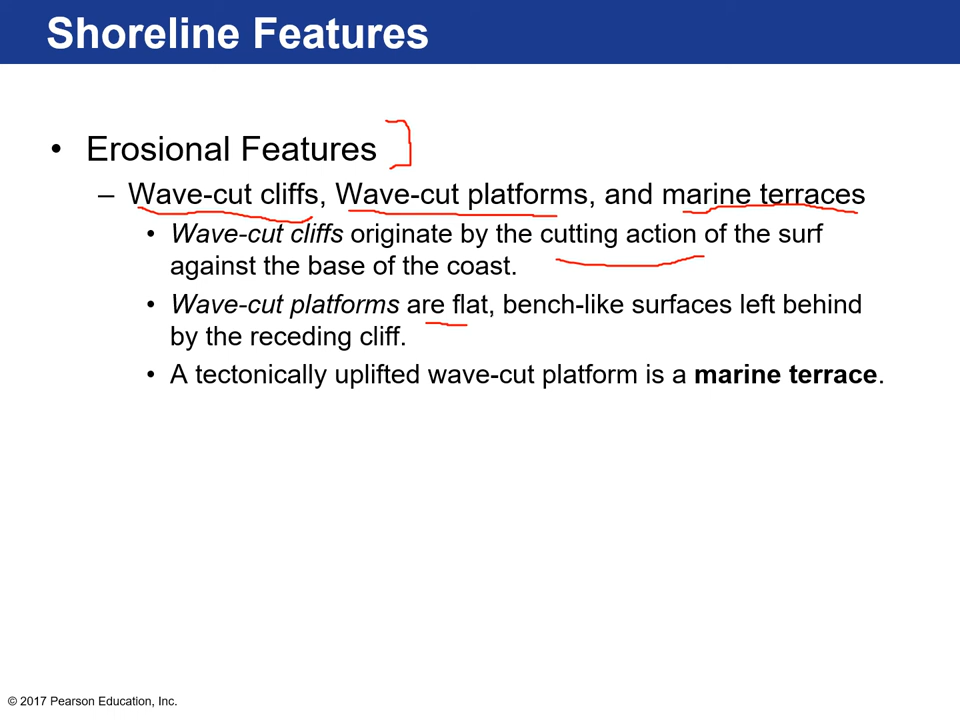 Shoreline Features
• Erosional Features
– Wave-cut cliffs, Wave-cut platforms, and marine terraces
• Wave-cut cliffs originate by the cutting action of the surf
against the base of the coast.
• Wave-cut platforms are flat, bench-like surfaces left behind
by the receding cliff.
• A tectonically uplifted wave-cut platform is a marine terrace.
© 2017 Pearson Education, Inc.